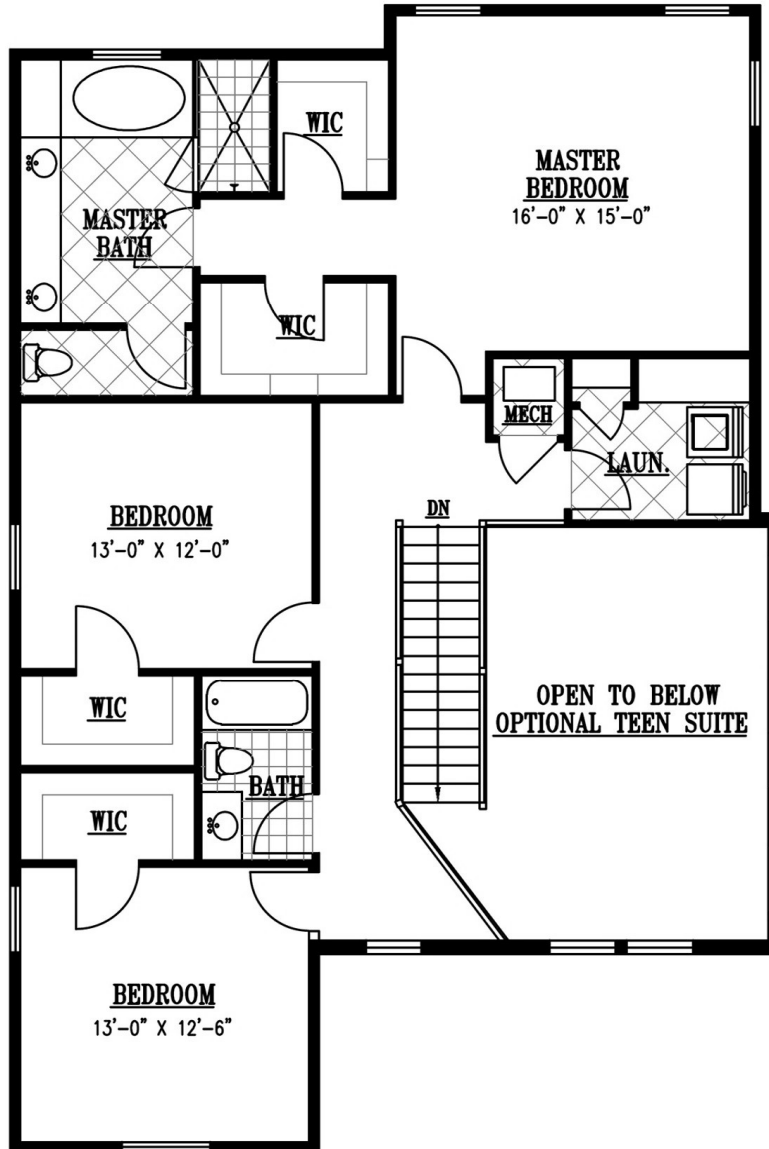 WIC
MASTER
BEDROOM
16'-0" X 15'-0"
MASTER
BATH
WIC
MECH
LAUN.
BEDROOM
13'-0" X 12'-0"
DN
WIC
OPEN TO BELOW
OPTIONAL TEEN SUITE
BATH
WIC
BEDROOM
13'-0" X 12'-6"